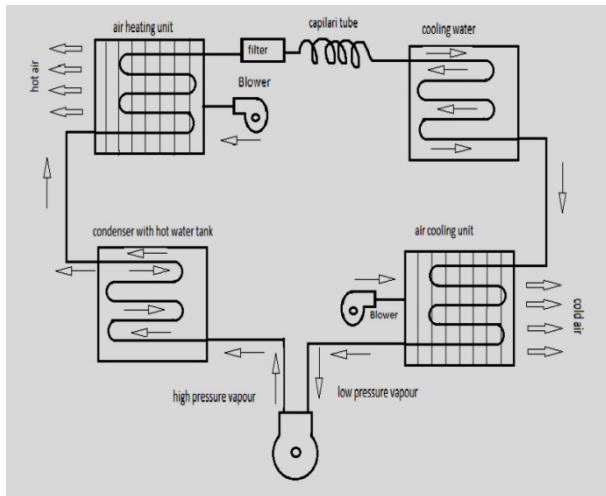 air heating unit
filter
capilari tube
cooling water
hot air
Blower
condenser with hot water tank
air cooling unit
Blower
cold air
high pressure vapour
low pressure vapour